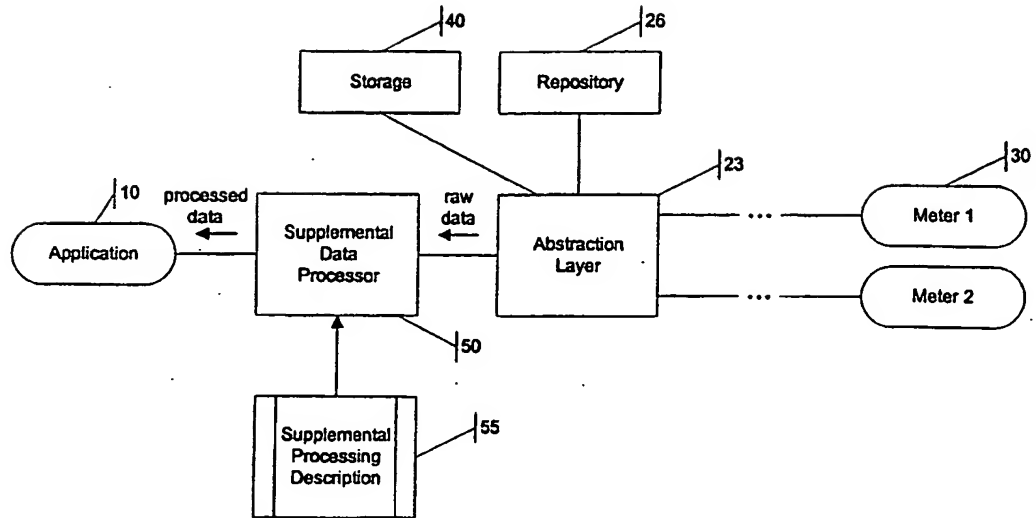 40
26
Storage
Repository
30
23
10
processed
data
raw
data
Application
Supplemental
Data
Processor
Abstraction
Layer
Meter 1
Meter 2
50
Supplemental
Processing
Description
55